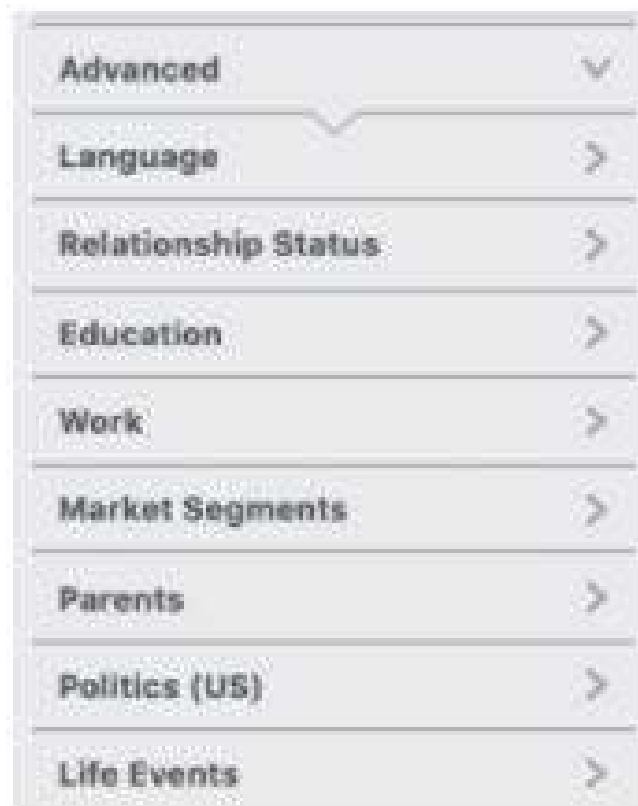 Advanced
Language
Relationship Status
Education
Work
Market Segments
Parents
Politics (US)
Life Events